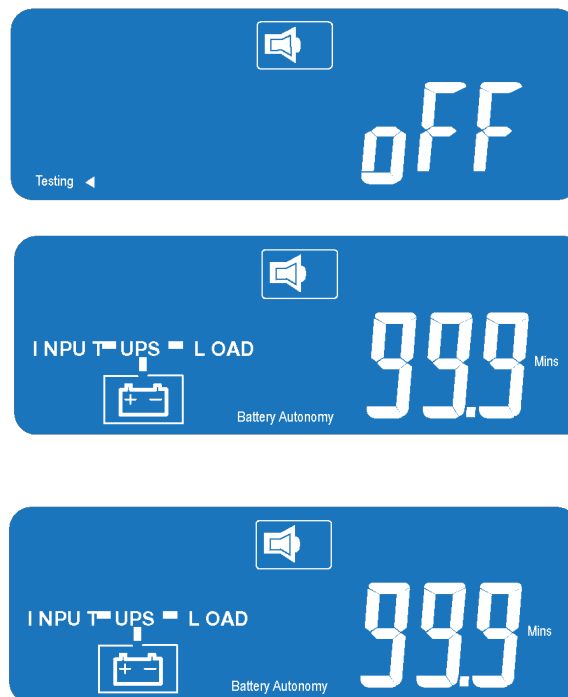 oFF
Testing
INPUT UPS LOAD
99.9 Mins
+ −
Battery Autonomy
INPUT UPS LOAD
99.9 Mins
+ −
Battery Autonomy